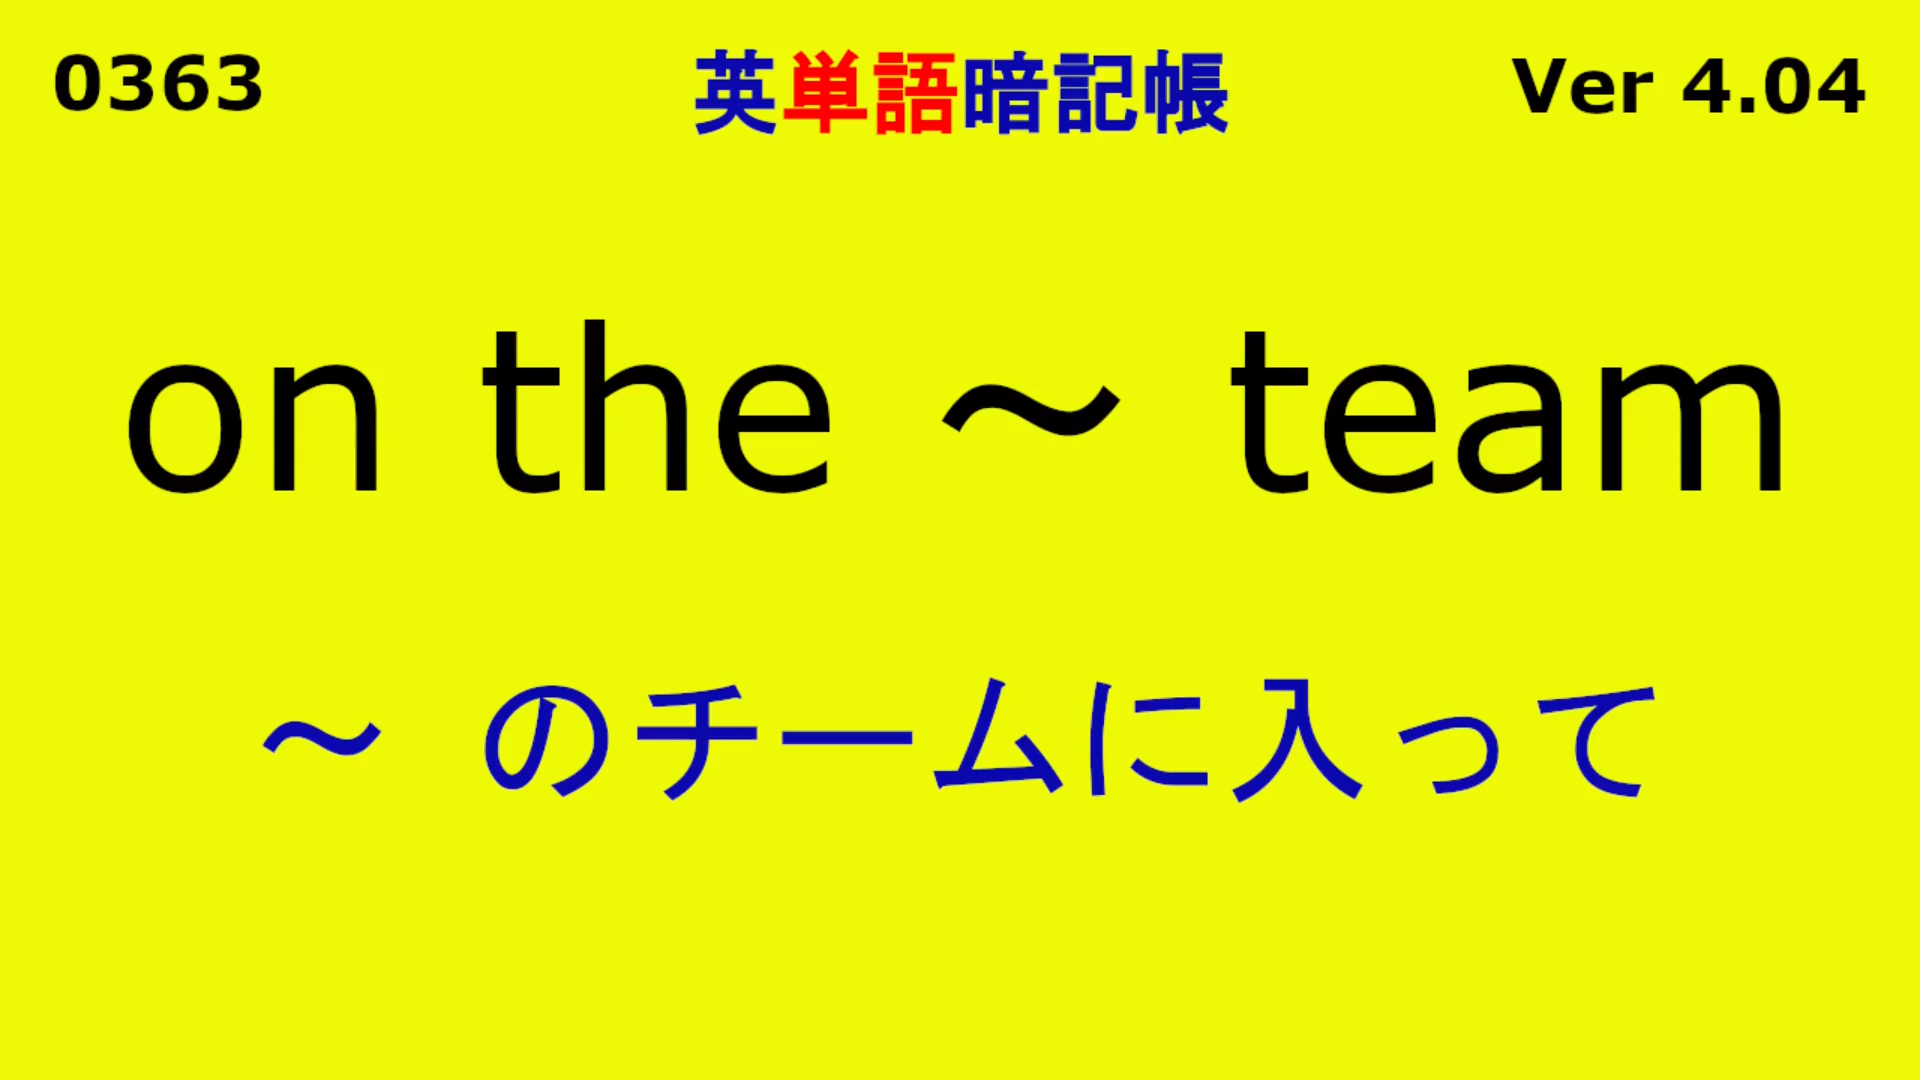 0363 英単語暗記帳 Ver 4.04
on the ～ team
～ のチームに入って